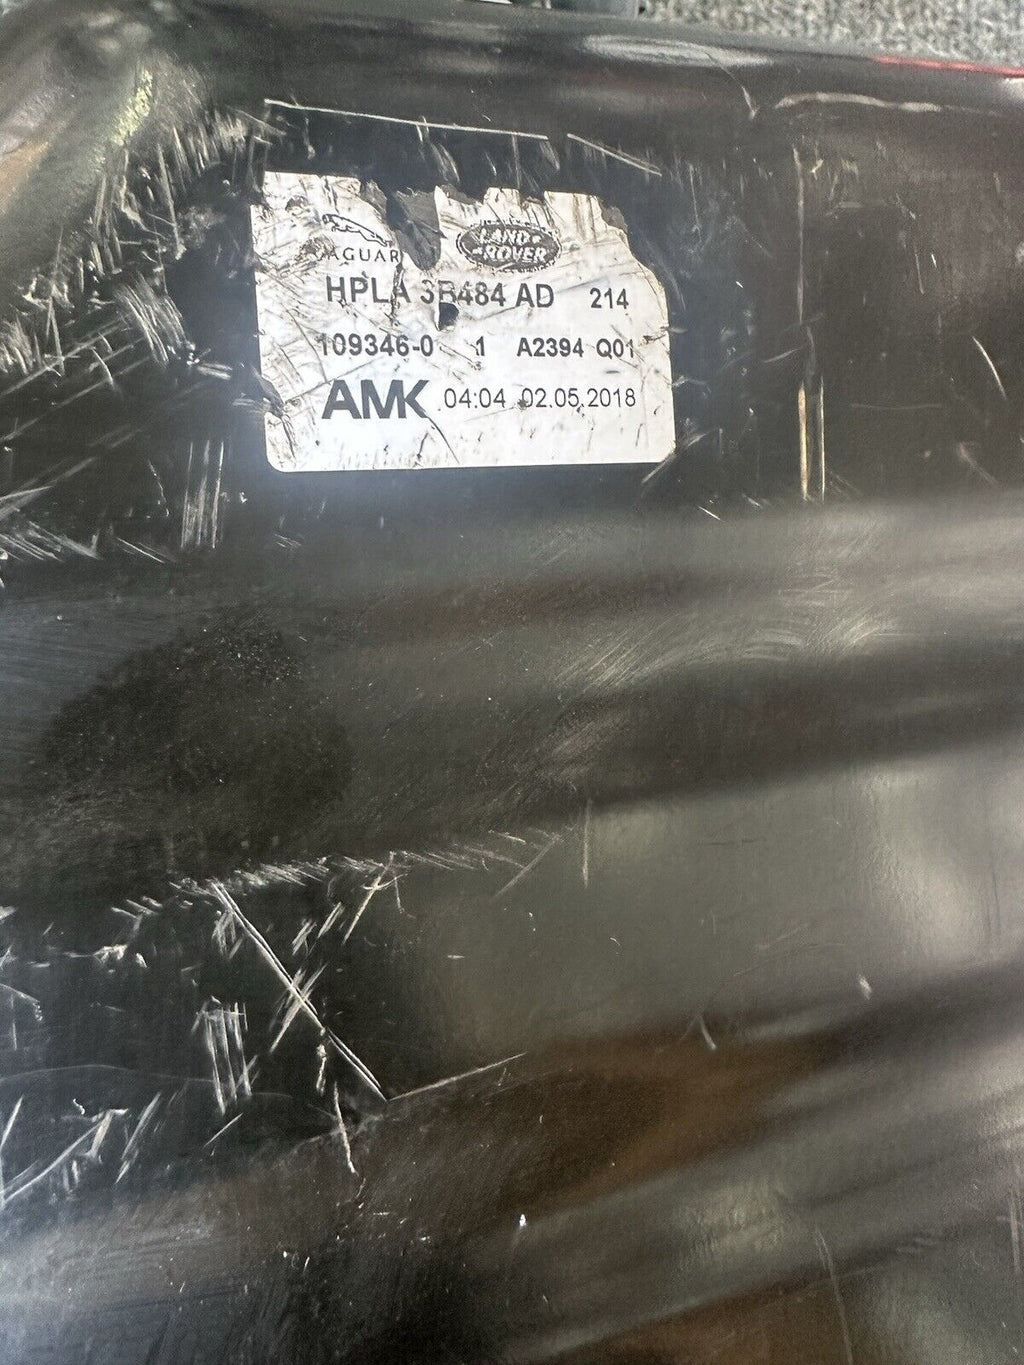 JAGUAR LAND ROVER
HPLA 3B484 AD 214
109346-0 1 A2394 Q01
AMK 04:04 02.05.2018